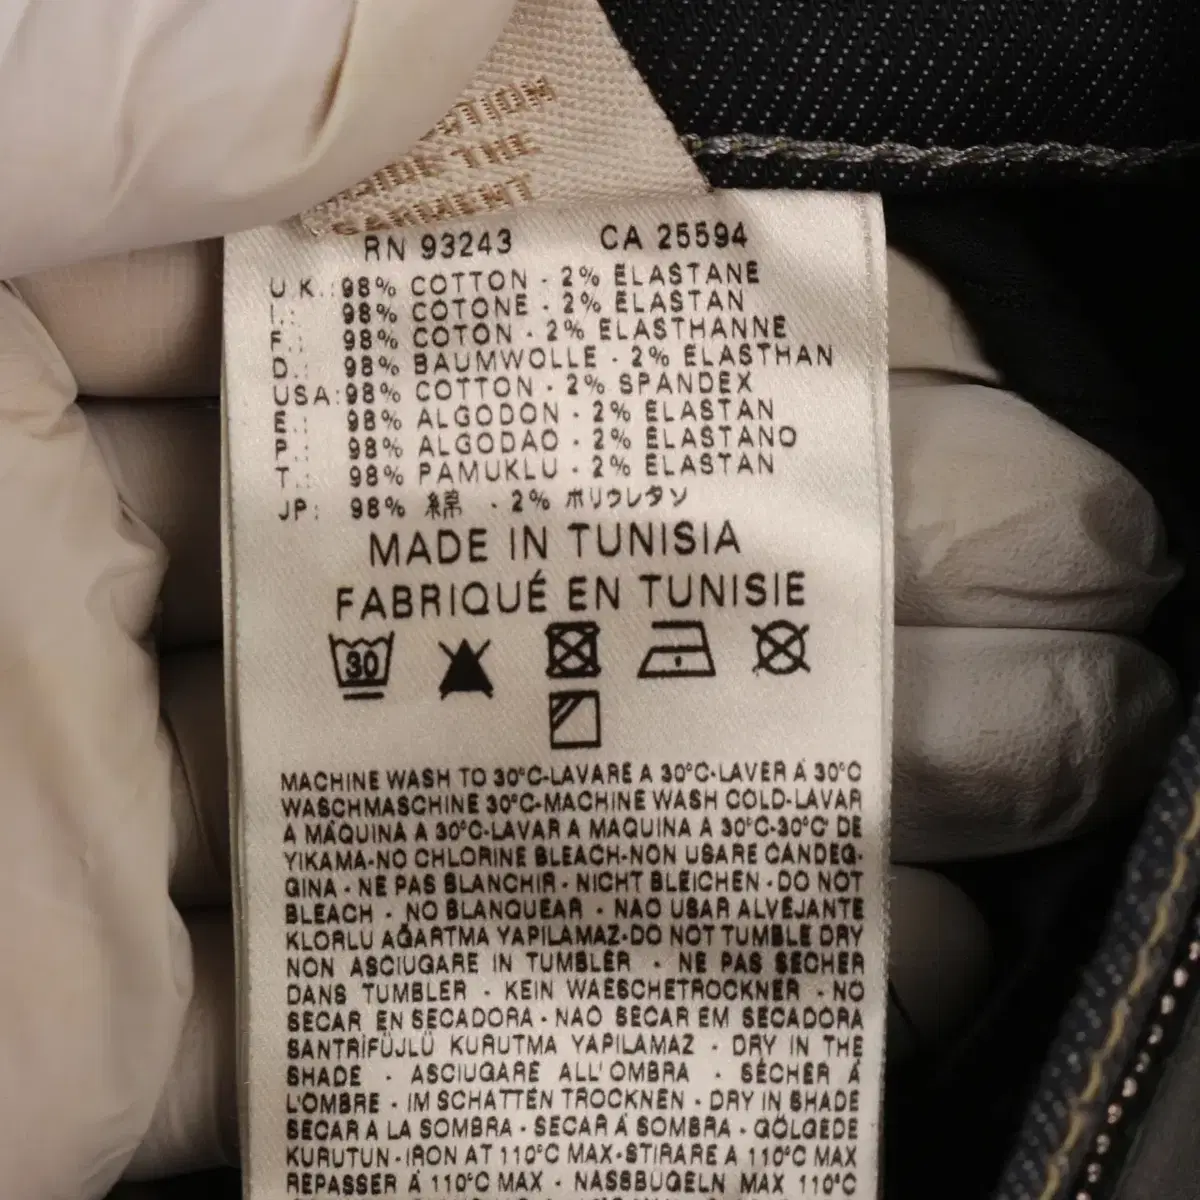 THE
GARMENT
RN 93243 CA 25594
U.K.: 98% COTTON - 2% ELASTANE
I.: 98% COTONE - 2% ELASTAN
F.: 98% COTON - 2% ELASTHANNE
D.: 98% BAUMWOLLE - 2% ELASTHAN
USA: 98% COTTON - 2% SPANDEX
E.: 98% ALGODON - 2% ELASTAN
P.: 98% ALGODAO - 2% ELASTANO
T.: 98% PAMUKLU - 2% ELASTAN
JP: 98% 綿 - 2% ポリウレタン
MADE IN TUNISIA
FABRIQUÉ EN TUNISIE
30
MACHINE WASH TO 30°C-LAVARE A 30°C-LAVER À 30°C
WASCHMASCHINE 30°C-MACHINE WASH COLD-LAVAR
A MÁQUINA A 30°C-LAVAR A MAQUINA A 30°C-30°C' DE
YIKAMA-NO CHLORINE BLEACH-NON USARE CANDEG-
GINA - NE PAS BLANCHIR - NICHT BLEICHEN - DO NOT
BLEACH - NO BLANQUEAR - NAO USAR ALVEJANTE
KLORLU AĞARTMA YAPILAMAZ-DO NOT TUMBLE DRY
NON ASCIUGARE IN TUMBLER - NE PAS SÉCHER
DANS TUMBLER - KEIN WAESCHETROCKNER - NO
SECAR EN SECADORA - NAO SECAR EM SECADORA
SANTRİFÜJLÜ KURUTMA YAPILAMAZ - DRY IN THE
SHADE - ASCIUGARE ALL'OMBRA - SÉCHER À
L'OMBRE - IM SCHATTEN TROCKNEN - DRY IN SHADE
SECAR A LA SOMBRA - SECAR Á SOMBRA - GÖLGEDE
KURUTUN - IRON AT 110°C MAX-STIRARE A 110°C MAX
REPASSER À 110°C MAX - NASSBÜGELN MAX 110°C